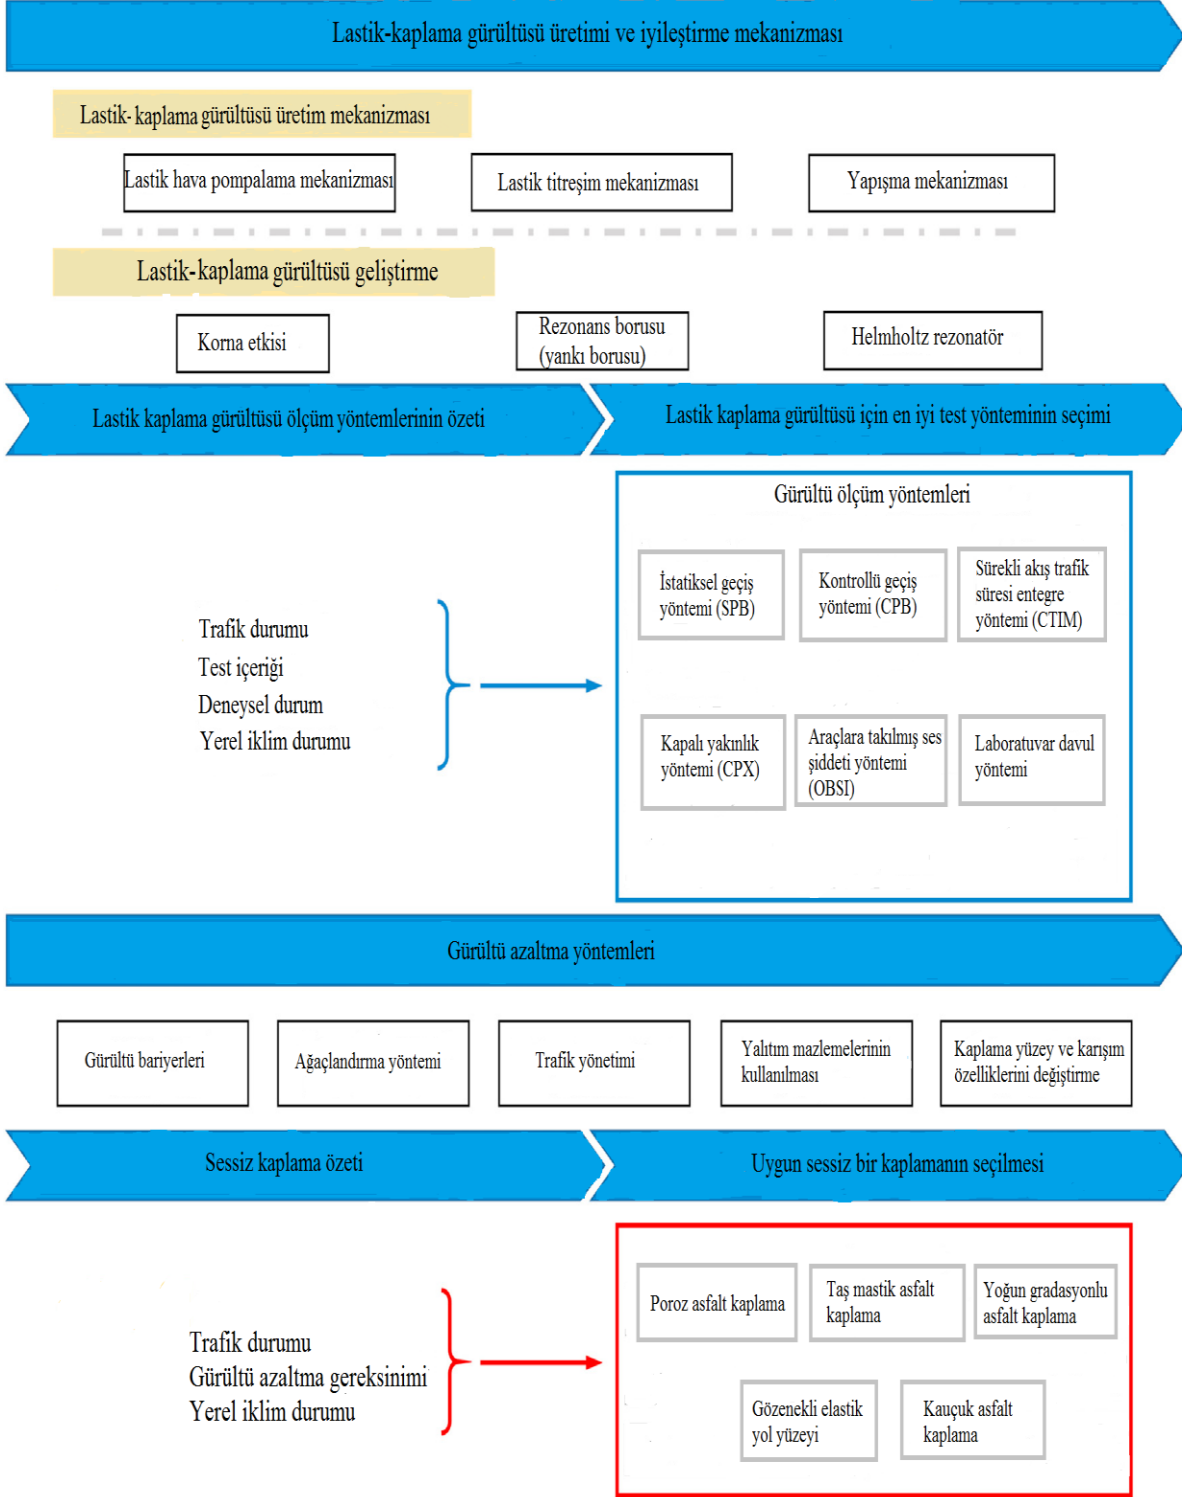 Lastik-kaplama gürültüsü üretimi ve iyileştirme mekanizması
Lastik- kaplama gürültüsü üretim mekanizması
Lastik hava pompalama mekanizması
Lastik titreşim mekanizması
Yapışma mekanizması
Lastik-kaplama gürültüsü geliştirme
Korna etkisi
Rezonans borusu
(yankı borusu)
Helmholtz rezonatör
Lastik kaplama gürültüsü ölçüm yöntemlerinin özeti
Lastik kaplama gürültüsü için en iyi test yönteminin seçimi
Trafik durumu
Test içeriği
Deneysel durum
Yerel iklim durumu
Gürültü ölçüm yöntemleri
İstatiksel geçiş
yöntemi (SPB)
Kontrollü geçiş
yöntemi (CPB)
Sürekli akış trafik
süresi entegre
yöntemi (CTIM)
Kapalı yakınlık
yöntemi (CPX)
Araçlara takılmış ses
şiddeti yöntemi
(OBSI)
Laboratuvar davul
yöntemi
Gürültü azaltma yöntemleri
Gürültü bariyerleri
Ağaçlandırma yöntemi
Trafik yönetimi
Yalıtım mazlemelerinin
kullanılması
Kaplama yüzey ve karışım
özelliklerini değiştirme
Sessiz kaplama özeti
Uygun sessiz bir kaplamanın seçilmesi
Trafik durumu
Gürültü azaltma gereksinimi
Yerel iklim durumu
Poroz asfalt kaplama
Taş mastik asfalt
kaplama
Yoğun gradasyonlu
asfalt kaplama
Gözenekli elastik
yol yüzeyi
Kauçuk asfalt
kaplama